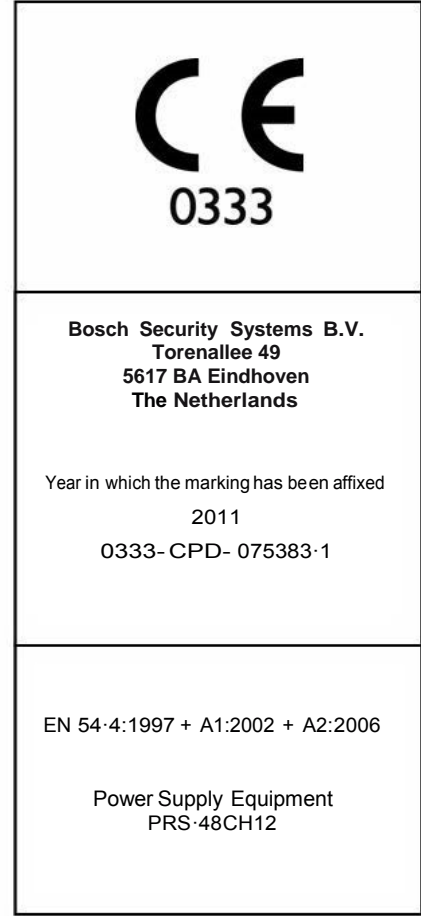 CE
0333
Bosch Security Systems B.V.
Torenallee 49
5617 BA Eindhoven
The Netherlands
Year in which the marking has been affixed
2011
0333-CPD-075383·1
EN 54·4:1997 + A1:2002 + A2:2006
Power Supply Equipment
PRS·48CH12